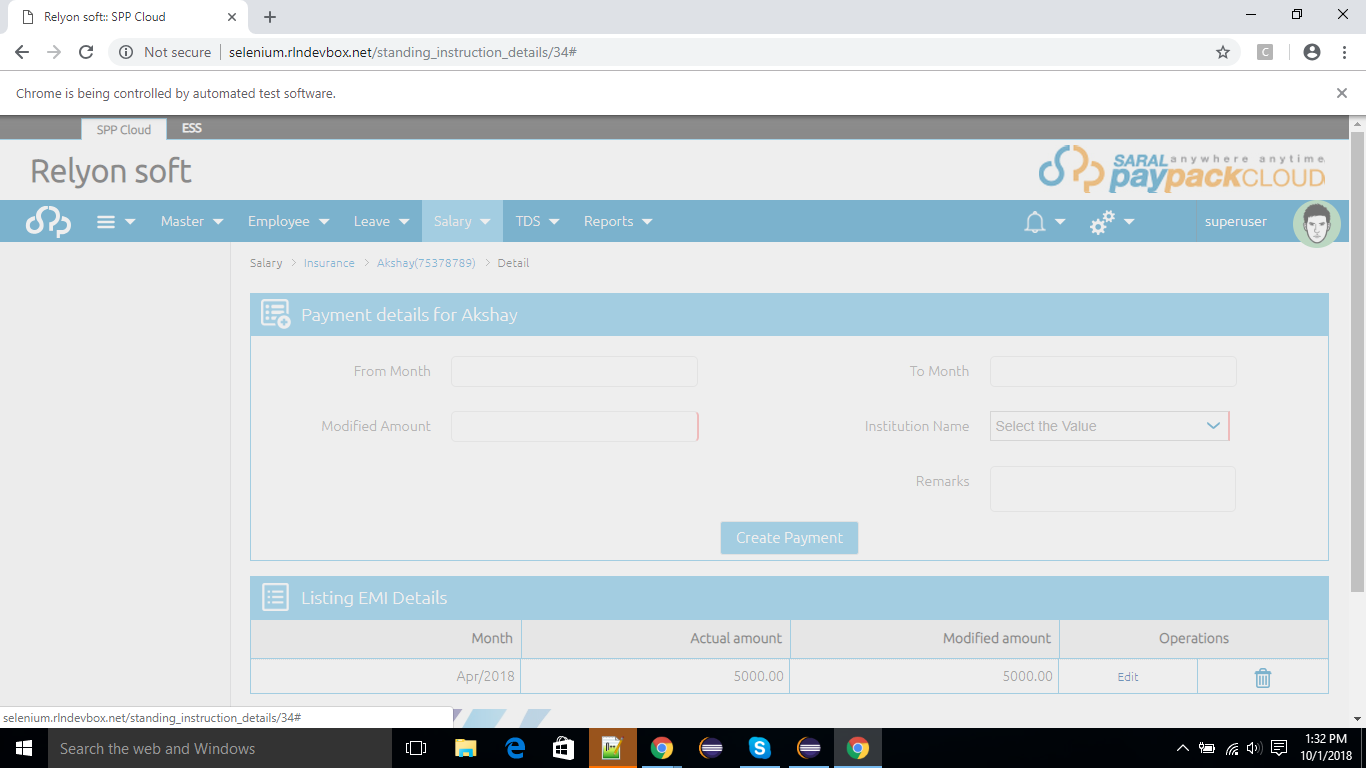 Relyon soft:: SPP Cloud
Not secure selenium.rlndevbox.net/standing_instruction_details/34#
C
Chrome is being controlled by automated test software.
SPP Cloud ESS
Relyon soft
SARAL anywhere anytime
paypackCLOUD
Master Employee Leave Salary TDS Reports superuser
Salary > Insurance > Akshay(75378789) > Detail
Payment details for Akshay
From Month To Month
Modified Amount Institution Name Select the Value
Remarks
Create Payment
Listing EMI Details
Month Actual amount Modified amount Operations
Apr/2018 5000.00 5000.00 Edit
selenium.rlndevbox.net/standing_instruction_details/34#
Search the web and Windows
1:32 PM
10/1/2018